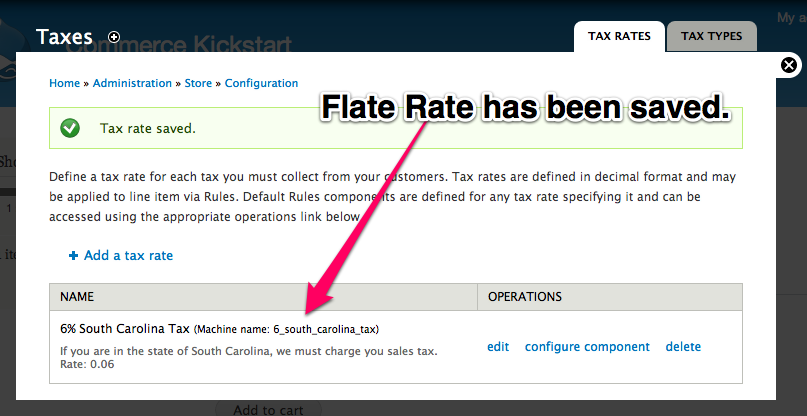 My a
Taxes
Commerce Kickstart
TAX RATES
TAX TYPES
Home » Administration » Store » Configuration
Flate Rate has been saved.
Tax rate saved.
Define a tax rate for each tax you must collect from your customers. Tax rates are defined in decimal format and may
be applied to line item via Rules. Default Rules components are defined for any tax rate specifying it and can be
accessed using the appropriate operations link below
Sho
1
ite
+ Add a tax rate
NAME
OPERATIONS
6% South Carolina Tax (Machine name: 6_south_carolina_tax)
If you are in the state of South Carolina, we must charge you sales tax.
Rate: 0.06
edit configure component delete
Add to cart